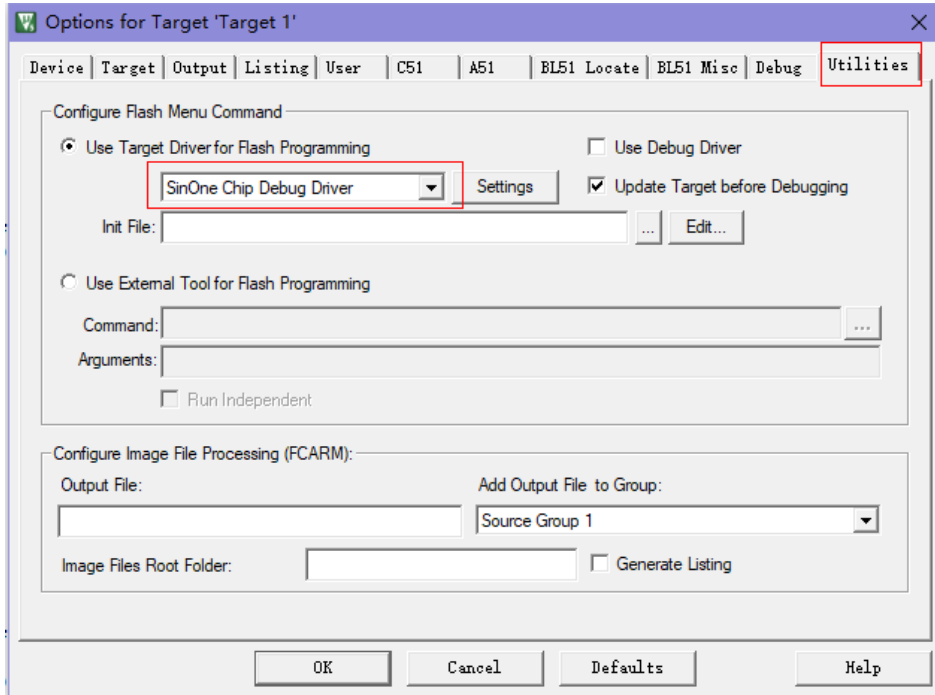 Options for Target 'Target 1'
Device Target Output Listing User C51 A51 BL51 Locate BL51 Misc Debug Utilities
Configure Flash Menu Command
Use Target Driver for Flash Programming Use Debug Driver
SinOne Chip Debug Driver Settings Update Target before Debugging
Init File: ... Edit...
Use External Tool for Flash Programming
Command: ...
Arguments:
Run Independent
Configure Image File Processing (FCARM):
Output File: Add Output File to Group:
Source Group 1
Image Files Root Folder: Generate Listing
OK Cancel Defaults Help